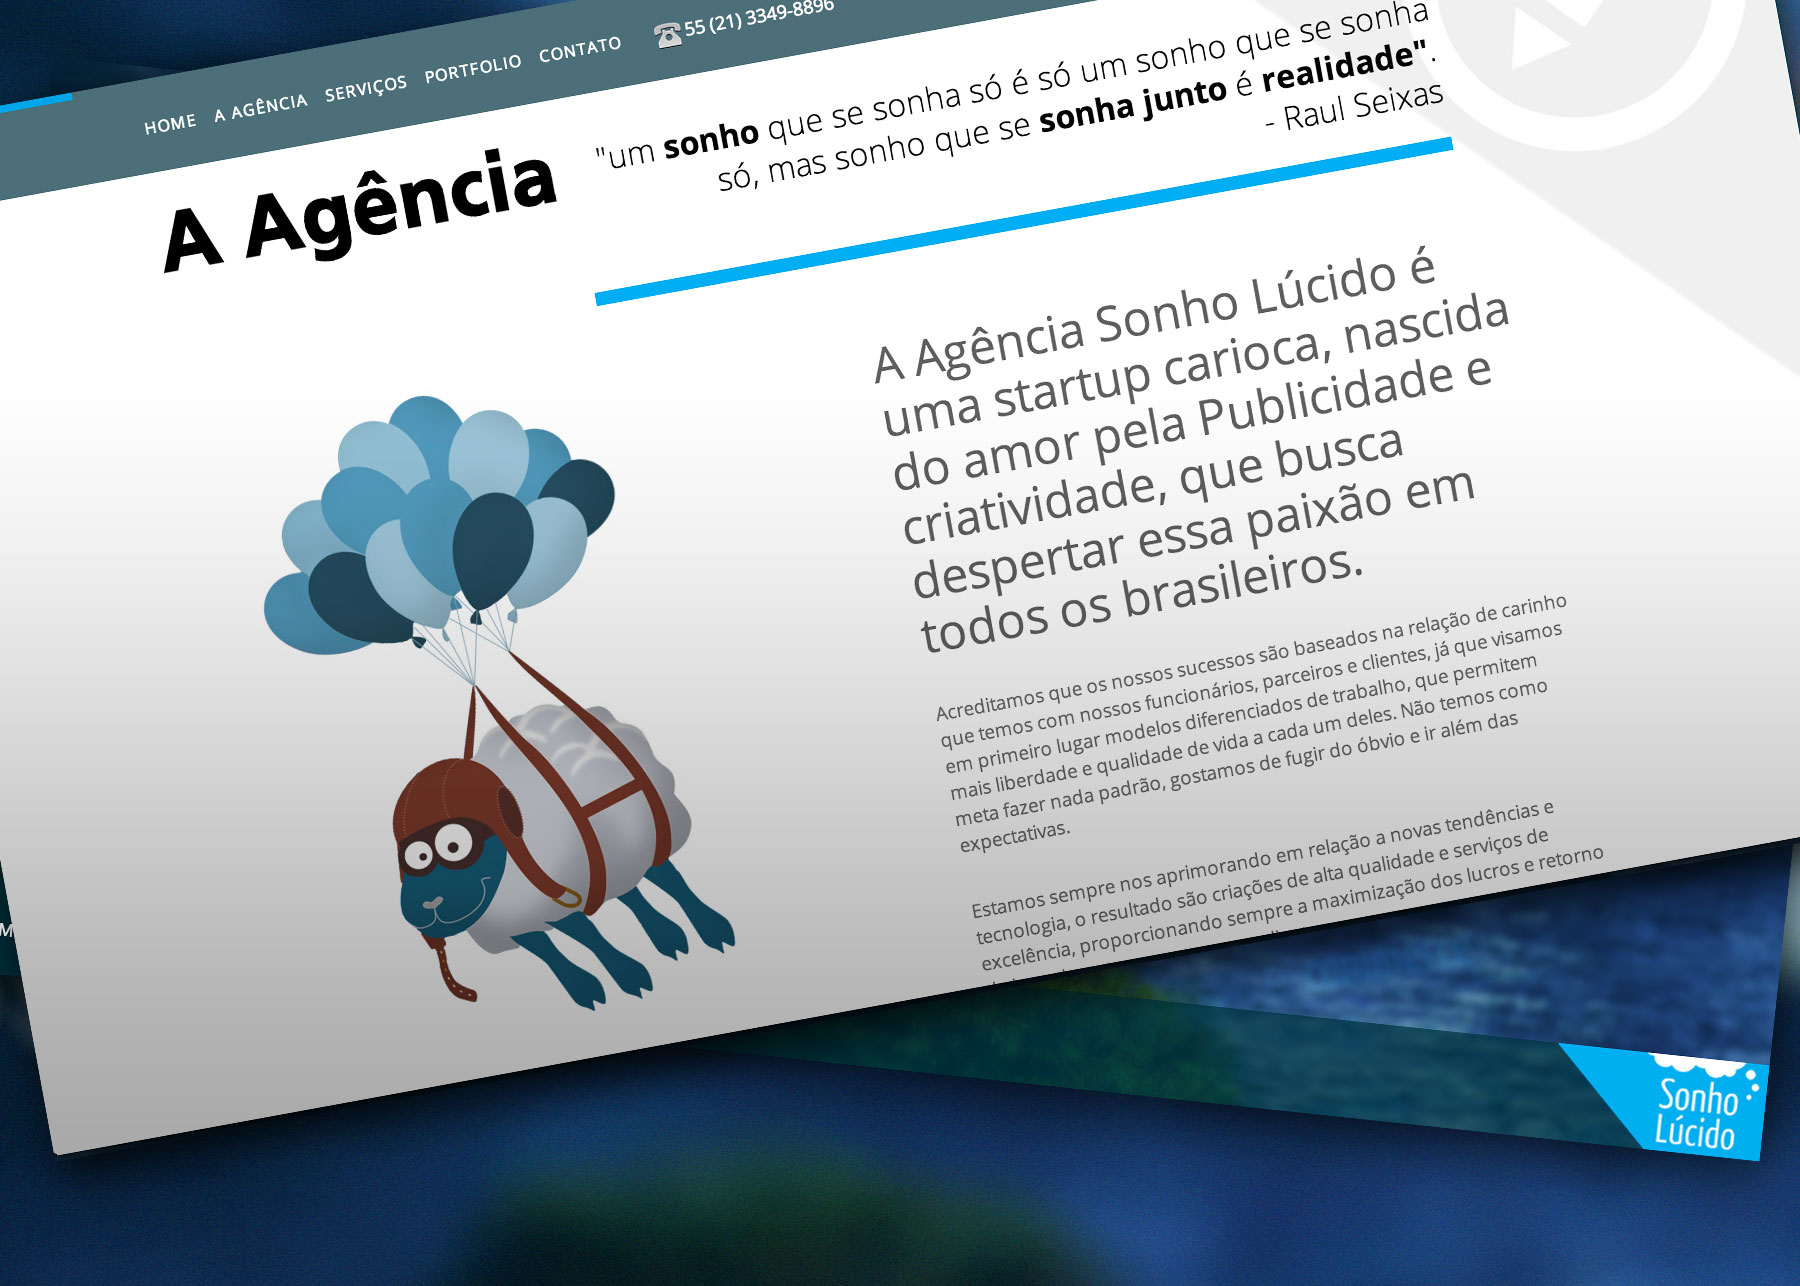 HOME A AGÊNCIA SERVIÇOS PORTFOLIO CONTATO 55 (21) 3349-8896
A Agência
"um sonho que se sonha só é só um sonho que se sonha
só, mas sonho que se sonha junto é realidade".
- Raul Seixas
A Agência Sonho Lúcido é
uma startup carioca, nascida
do amor pela Publicidade e
criatividade, que busca
despertar essa paixão em
todos os brasileiros.
Acreditamos que os nossos sucessos são baseados na relação de carinho
que temos com nossos funcionários, parceiros e clientes, já que visamos
em primeiro lugar modelos diferenciados de trabalho, que permitem
mais liberdade e qualidade de vida a cada um deles. Não temos como
meta fazer nada padrão, gostamos de fugir do óbvio e ir além das
expectativas.
Estamos sempre nos aprimorando em relação a novas tendências e
tecnologia, o resultado são criações de alta qualidade e serviços de
excelência, proporcionando sempre a maximização dos lucros e retorno
M
Sonho
Lúcido